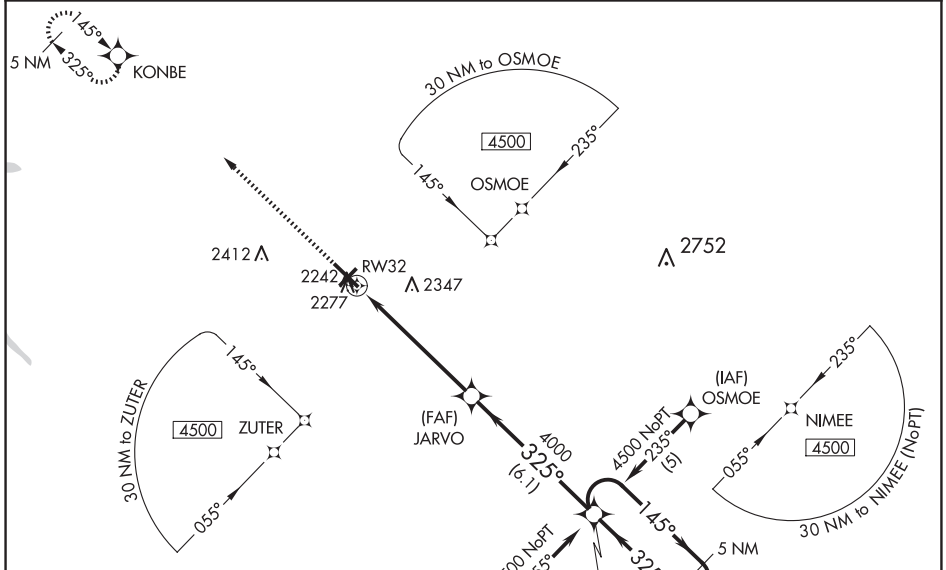 145°
5 NM
325°
KONBE
30 NM to OSMOE
4500
235°
145°
OSMOE
2412
2242
RW32
2277
2347
2752
30 NM to ZUTER
145°
4500
ZUTER
055°
(FAF)
JARVO
4000
325°
(6.1)
(IAF)
OSMOE
4500 NoPT
235°
(5)
235°
NIMEE
4500
055°
30 NM to NIMEE (NoPT)
145°
5 NM
NoPT